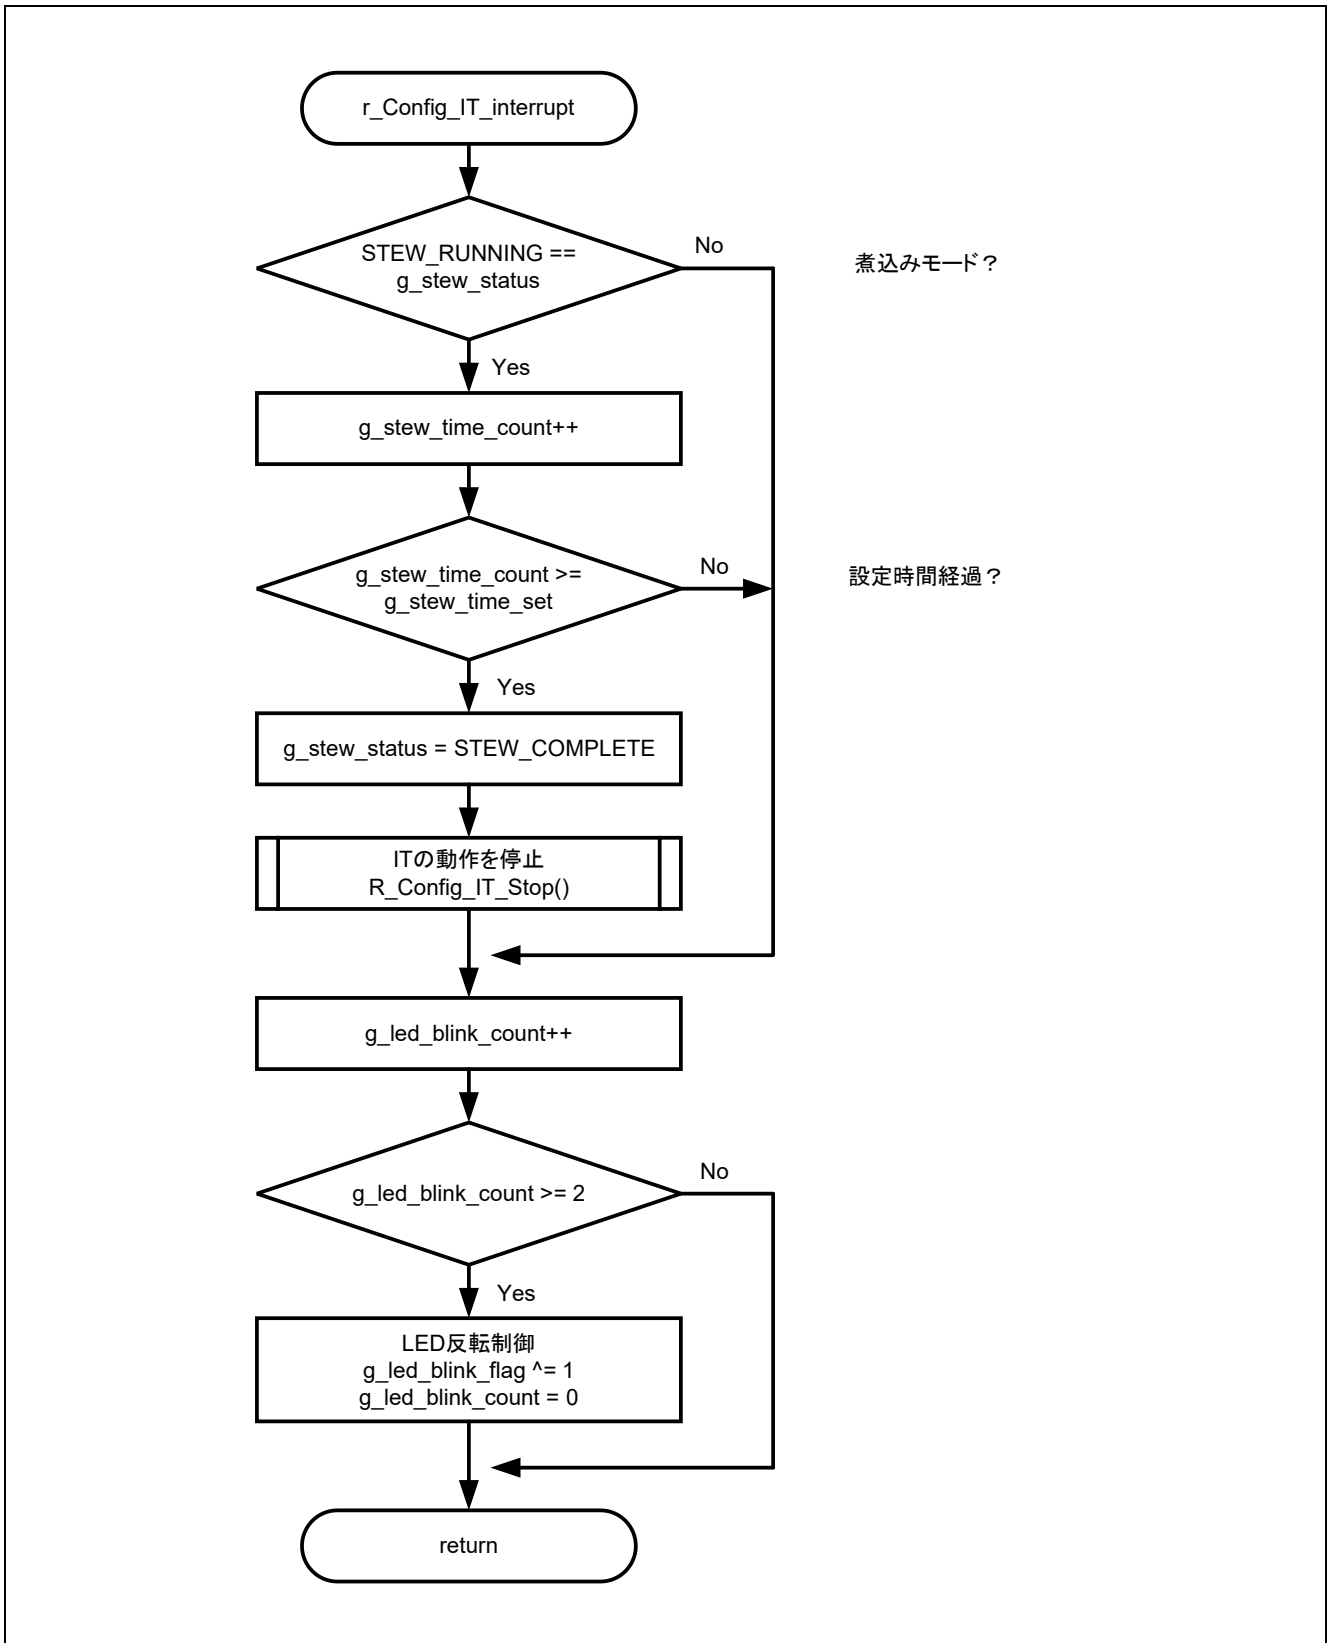 r_Config_IT_interrupt
STEW_RUNNING ==
g_stew_status
No
煮込みモード？
Yes
g_stew_time_count++
g_stew_time_count >=
g_stew_time_set
No
設定時間経過？
Yes
g_stew_status = STEW_COMPLETE
ITの動作を停止
R_Config_IT_Stop()
g_led_blink_count++
g_led_blink_count >= 2
No
Yes
LED反転制御
g_led_blink_flag ^= 1
g_led_blink_count = 0
return